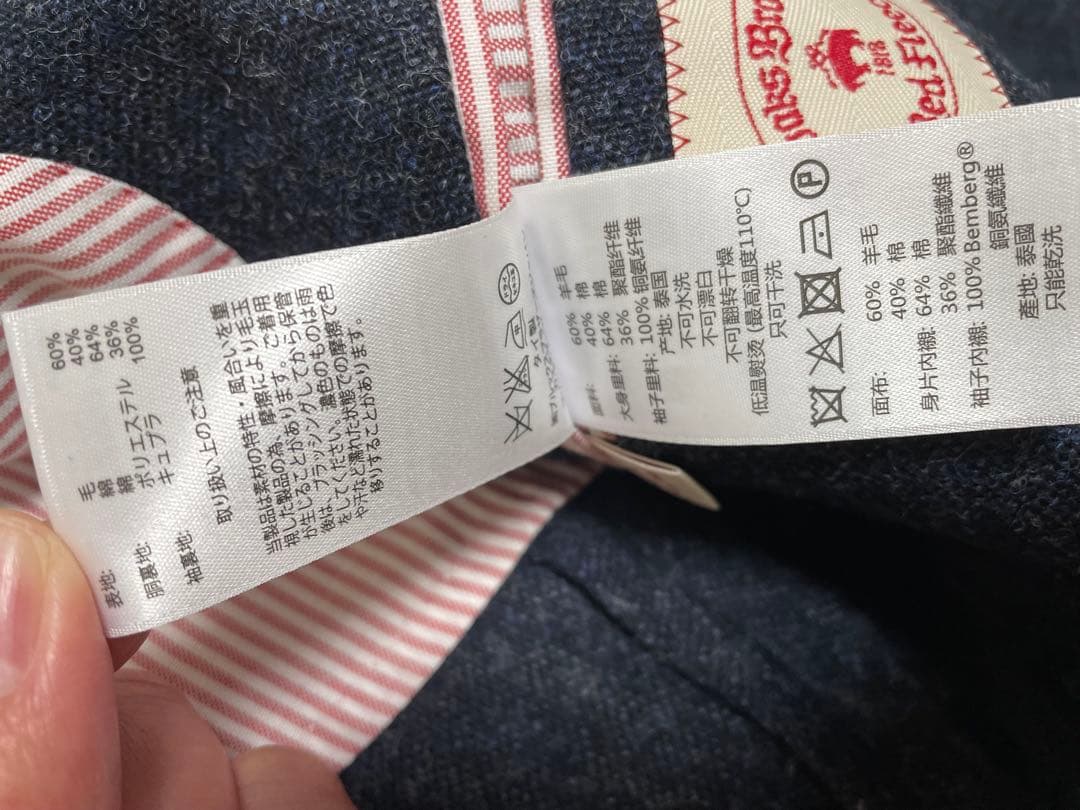 Red Fleece
1818
表地: 毛 60%
綿 40%
胴裏地: 綿 64%
ポリエステル 36%
袖裏地: キュプラ 100%
取り扱い上のご注意
当製品は素材の特性・風合いを重
視した製品の為、摩擦により毛玉
が生じることがあります。ご着用
後は、ブラッシングしてから保管
をしてください。濃色のものは雨
や汗など濡れた状態での摩擦で色
移りすることがあります。
面料: 60% 羊毛
40% 棉
大身里料: 64% 棉
36% 聚酯纤维
袖子里料: 100% 铜氨纤维
产地: 泰国
不可水洗
不可漂白
不可翻转干燥
低温熨烫 (最高温度110℃)
只可干洗
P
面布: 60% 羊毛
40% 棉
身片內襯: 64% 棉
36% 聚酯纖維
袖子內襯: 100% Bemberg®
銅氨纖維
產地: 泰國
只能乾洗